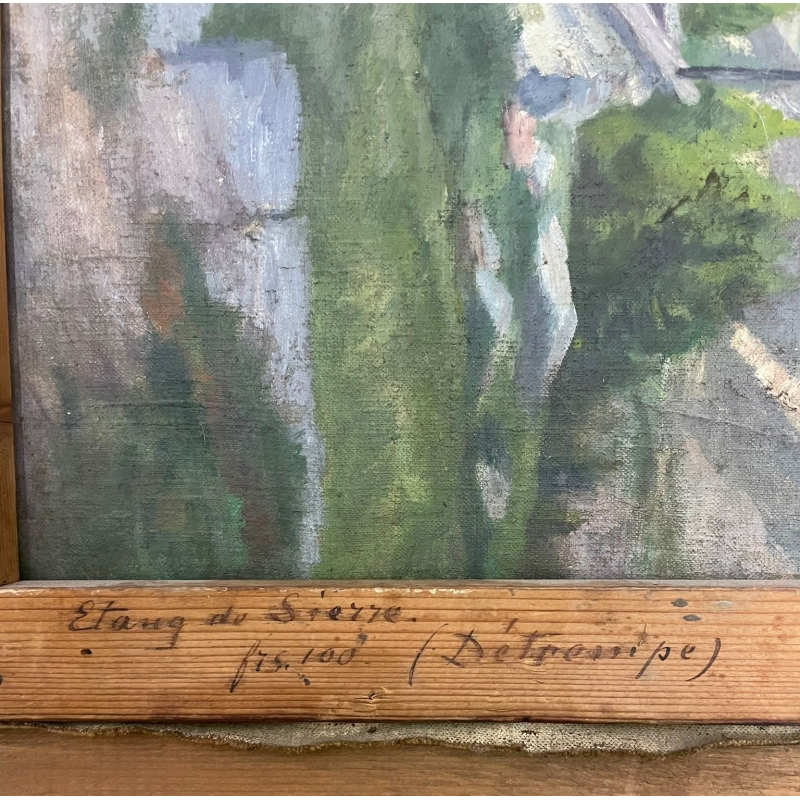 Etang de Sierre.
frs. 100.- (Détrempe)